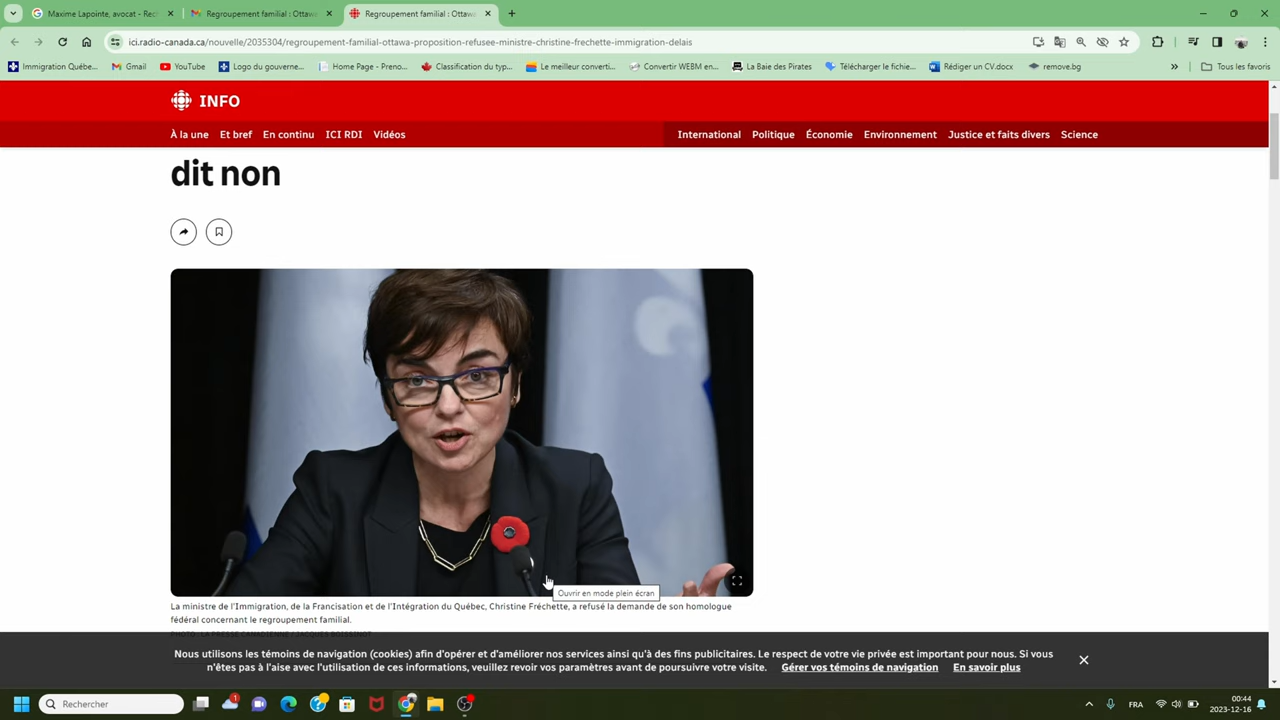 Maxime Lapointe, avocat - Rec
Regroupement familial : Ottaw
Regroupement familial : Ottaw
ici.radio-canada.ca/nouvelle/2035304/regroupement-familial-ottawa-proposition-refusee-ministre-christine-frechette-immigration-delais
Immigration Québe...
Gmail
YouTube
Logo du gouverne...
Home Page - Preno...
Classification du typ...
Le meilleur converti...
Convertir WEBM en...
La Baie des Pirates
Télécharger le fichie...
Rédiger un CV.docx
remove.bg
»
Tous les favoris
INFO
À la une
Et bref
En continu
ICI RDI
Vidéos
International
Politique
Économie
Environnement
Justice et faits divers
Science
dit non
Ouvrir en mode plein écran
La ministre de l'Immigration, de la Francisation et de l'Intégration du Québec, Christine Fréchette, a refusé la demande de son homologue
fédéral concernant le regroupement familial.
PHOTO : LA PRESSE CANADIENNE / JACQUES BOISSINOT
Nous utilisons les témoins de navigation (cookies) afin d'opérer et d'améliorer nos services ainsi qu'à des fins publicitaires. Le respect de votre vie privée est important pour nous. Si vous
n'êtes pas à l'aise avec l'utilisation de ces informations, veuillez revoir vos paramètres avant de poursuivre votre visite. Gérer vos témoins de navigation En savoir plus
Rechercher
1
FRA
00:44
2023-12-16